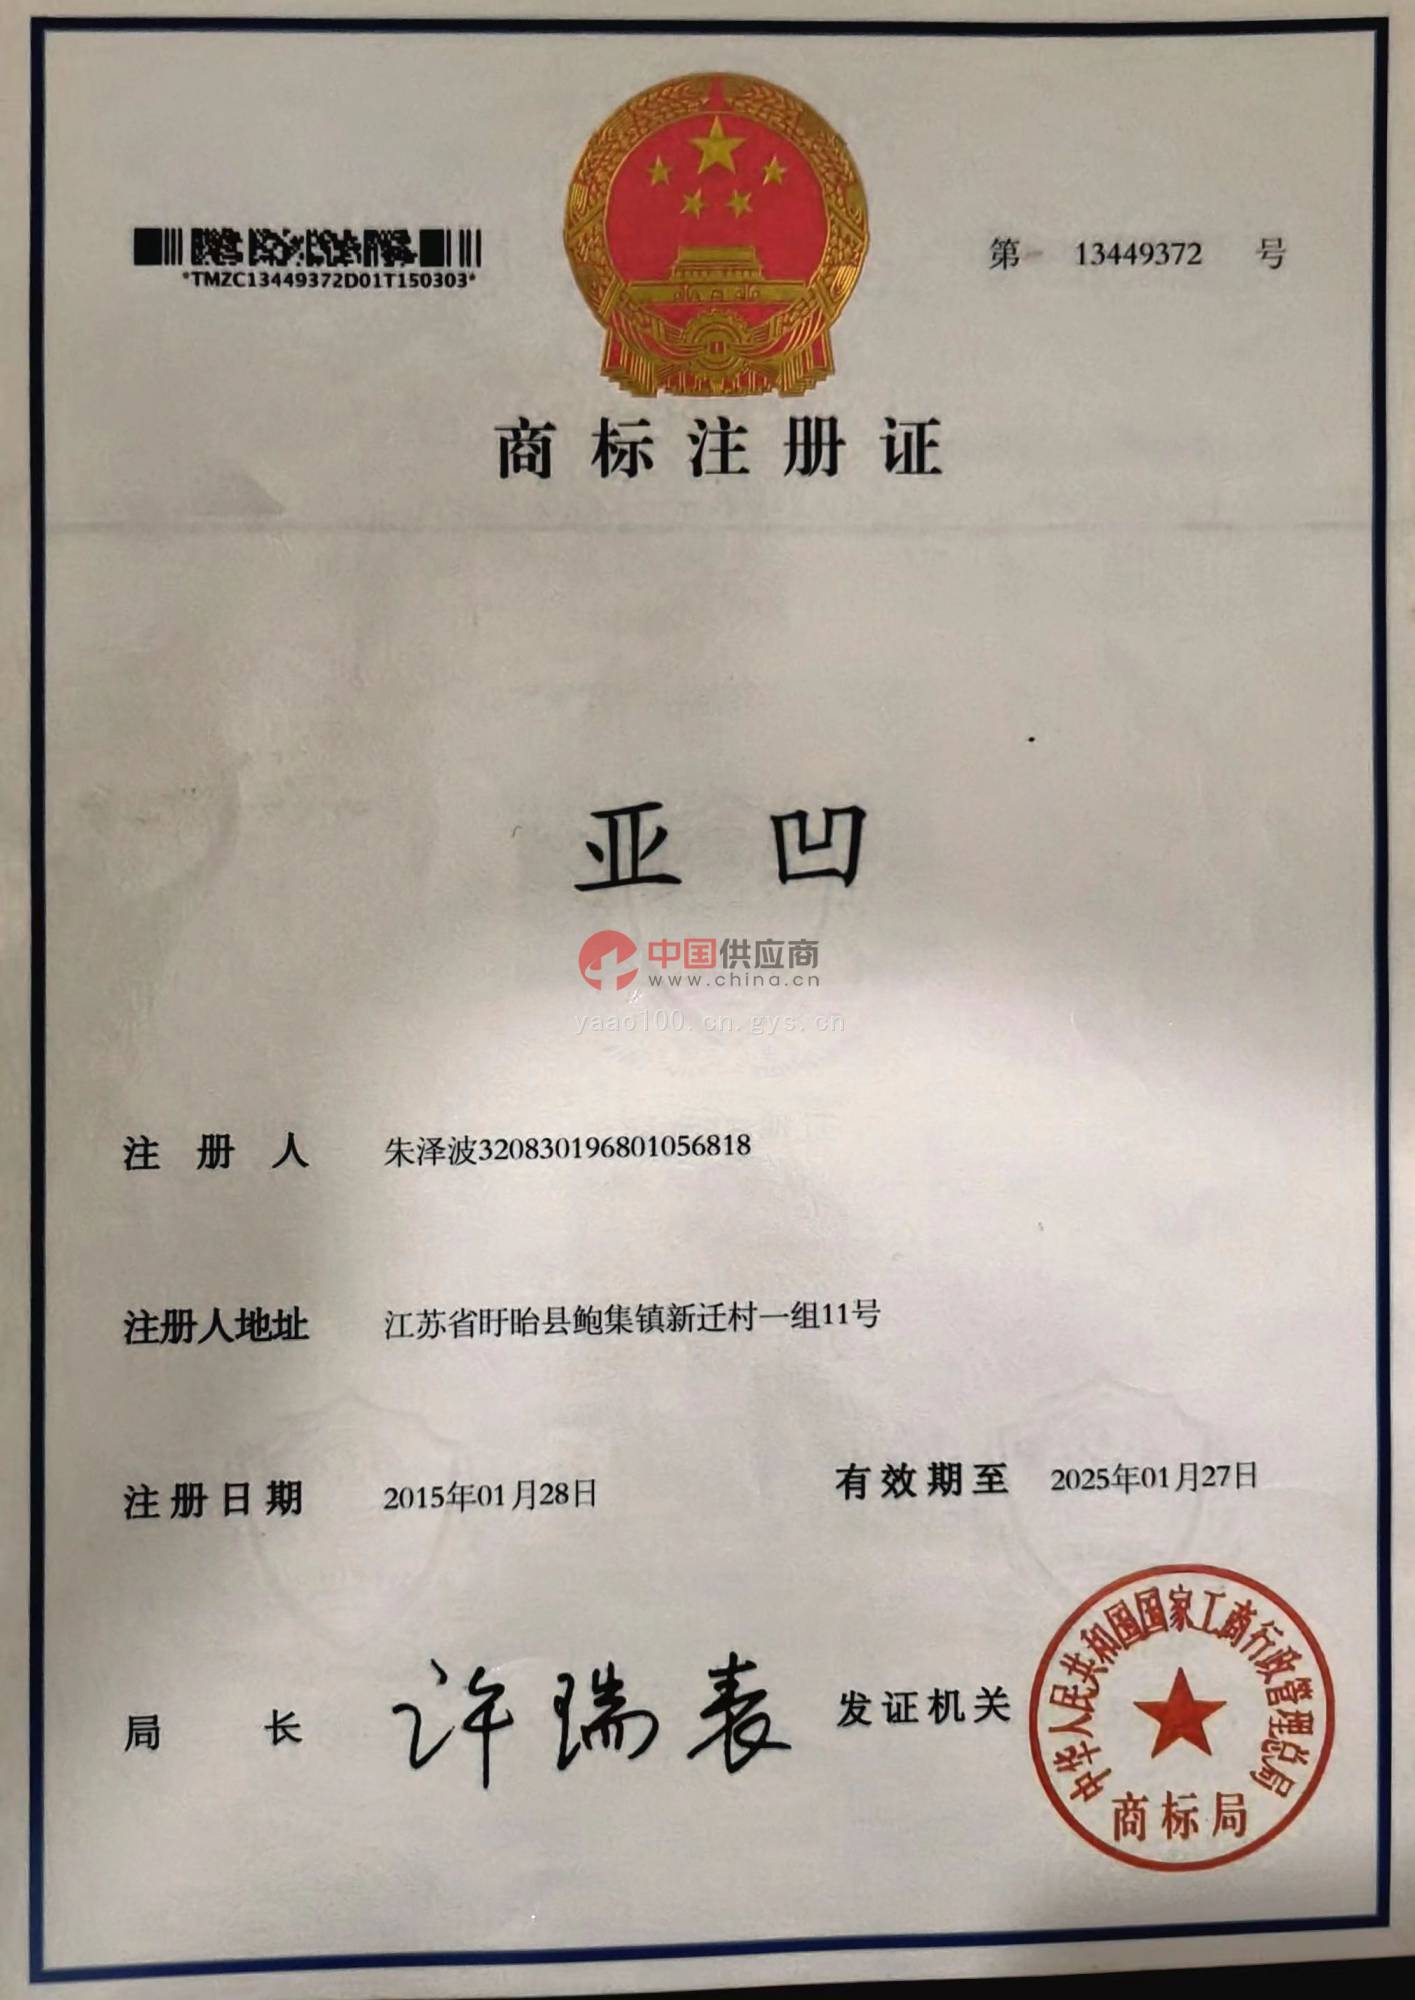 *TMZC13449372D01T150303*
第 13449372 号
商标注册证
亚凹
中国供应商
www.china.cn
yaao100.cn.gys.cn
注册人 朱泽波320830196801056818
注册人地址 江苏省盱眙县鲍集镇新迁村一组11号
注册日期 2015年01月28日 有效期至 2025年01月27日
局长 许瑞表 发证机关
中华人民共和国国家工商行政管理总局
商标局